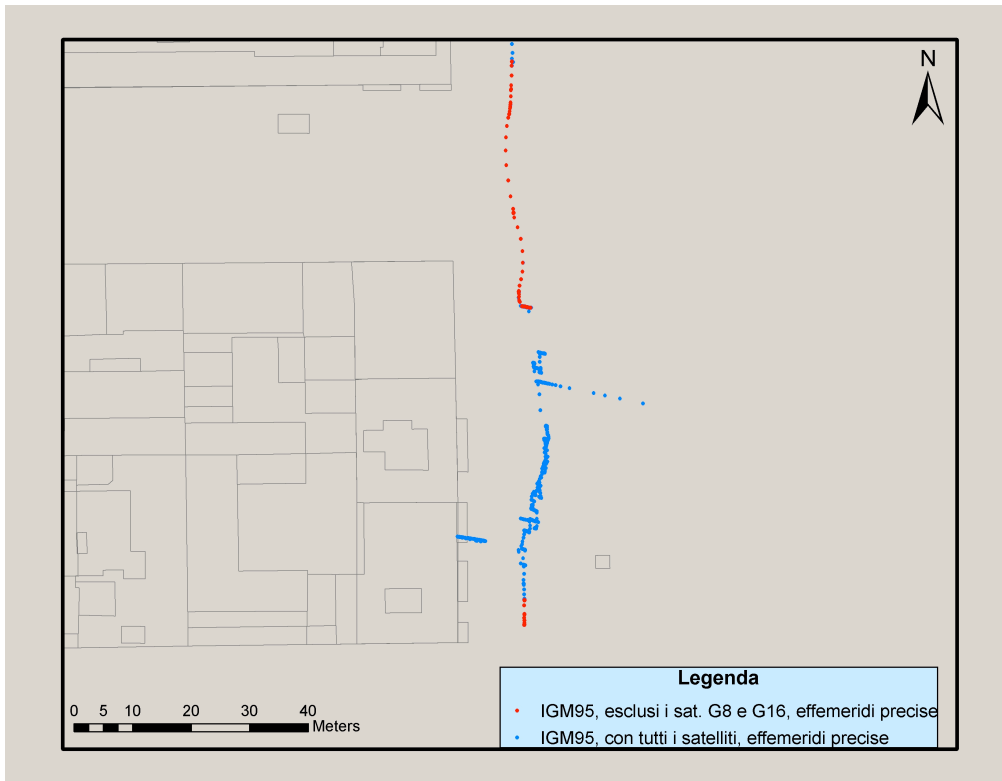 N
0 5 10 20 30 40
Meters
Legenda
IGM95, esclusi i sat. G8 e G16, effemeridi precise
IGM95, con tutti i satelliti, effemeridi precise